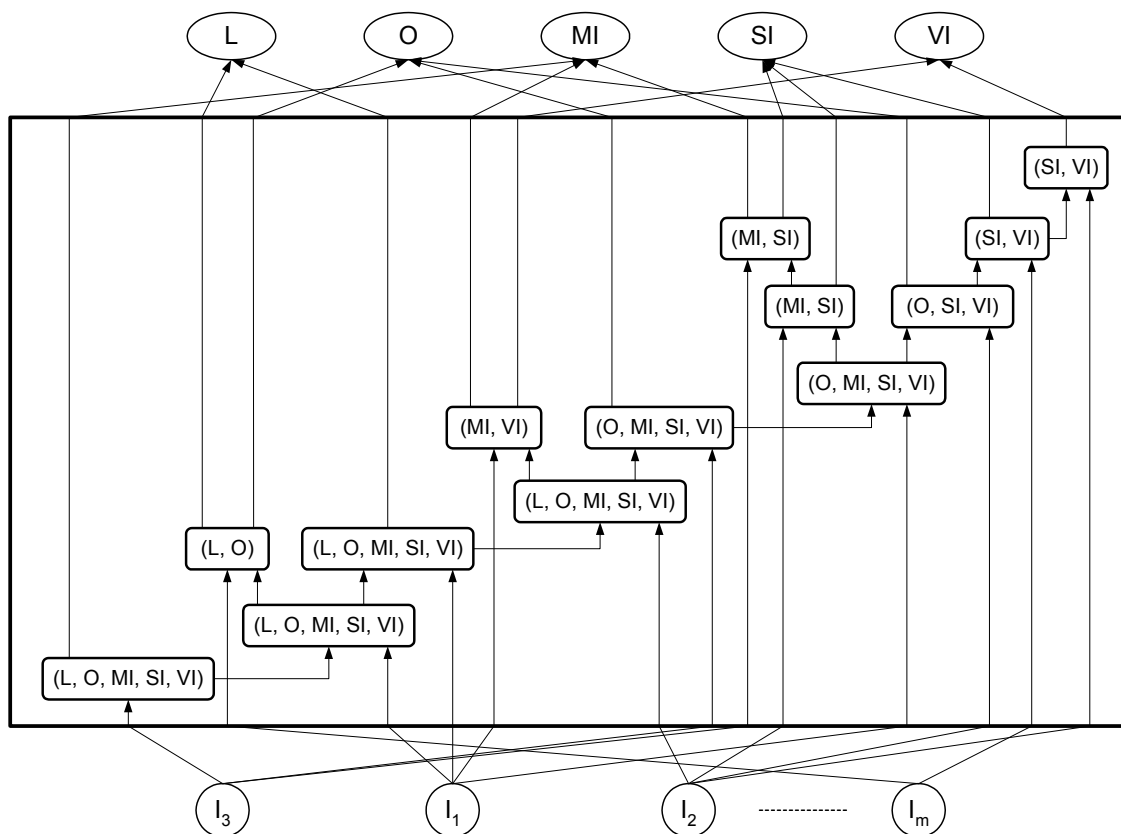 L O MI SI VI
(SI, VI)
(MI, SI) (SI, VI)
(MI, SI) (O, SI, VI)
(O, MI, SI, VI)
(MI, VI) (O, MI, SI, VI)
(L, O, MI, SI, VI)
(L, O) (L, O, MI, SI, VI)
(L, O, MI, SI, VI)
(L, O, MI, SI, VI)
I3 I1 I2 Im